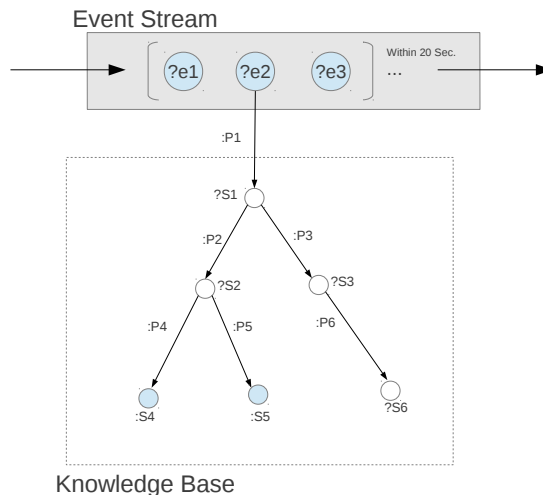 Event Stream
Within 20 Sec.
?e1 ?e2 ?e3 ...
:P1
?S1
:P2 :P3
?S2 ?S3
:P4 :P5 :P6
:S4 :S5 ?S6
Knowledge Base